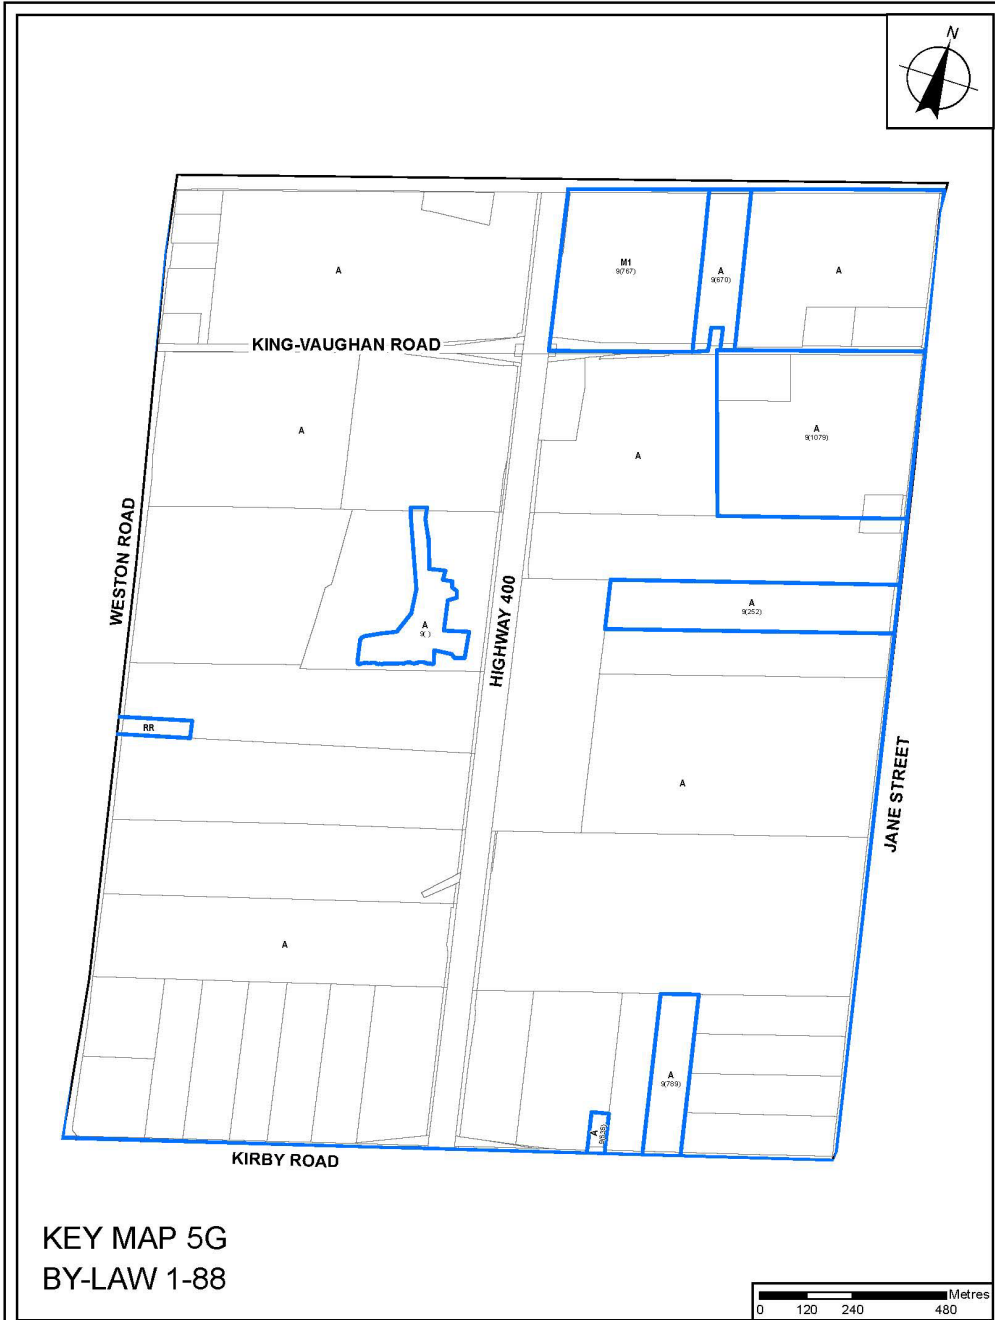 N
M1
9(767)
A
9(670)
A
A
KING-VAUGHAN ROAD
A
A
9(1079)
A
WESTON ROAD
HIGHWAY 400
A
9(252)
A
9( )
RR
JANE STREET
A
A
A
9(789)
A
KIRBY ROAD
KEY MAP 5G
BY-LAW 1-88
Metres
0 120 240 480